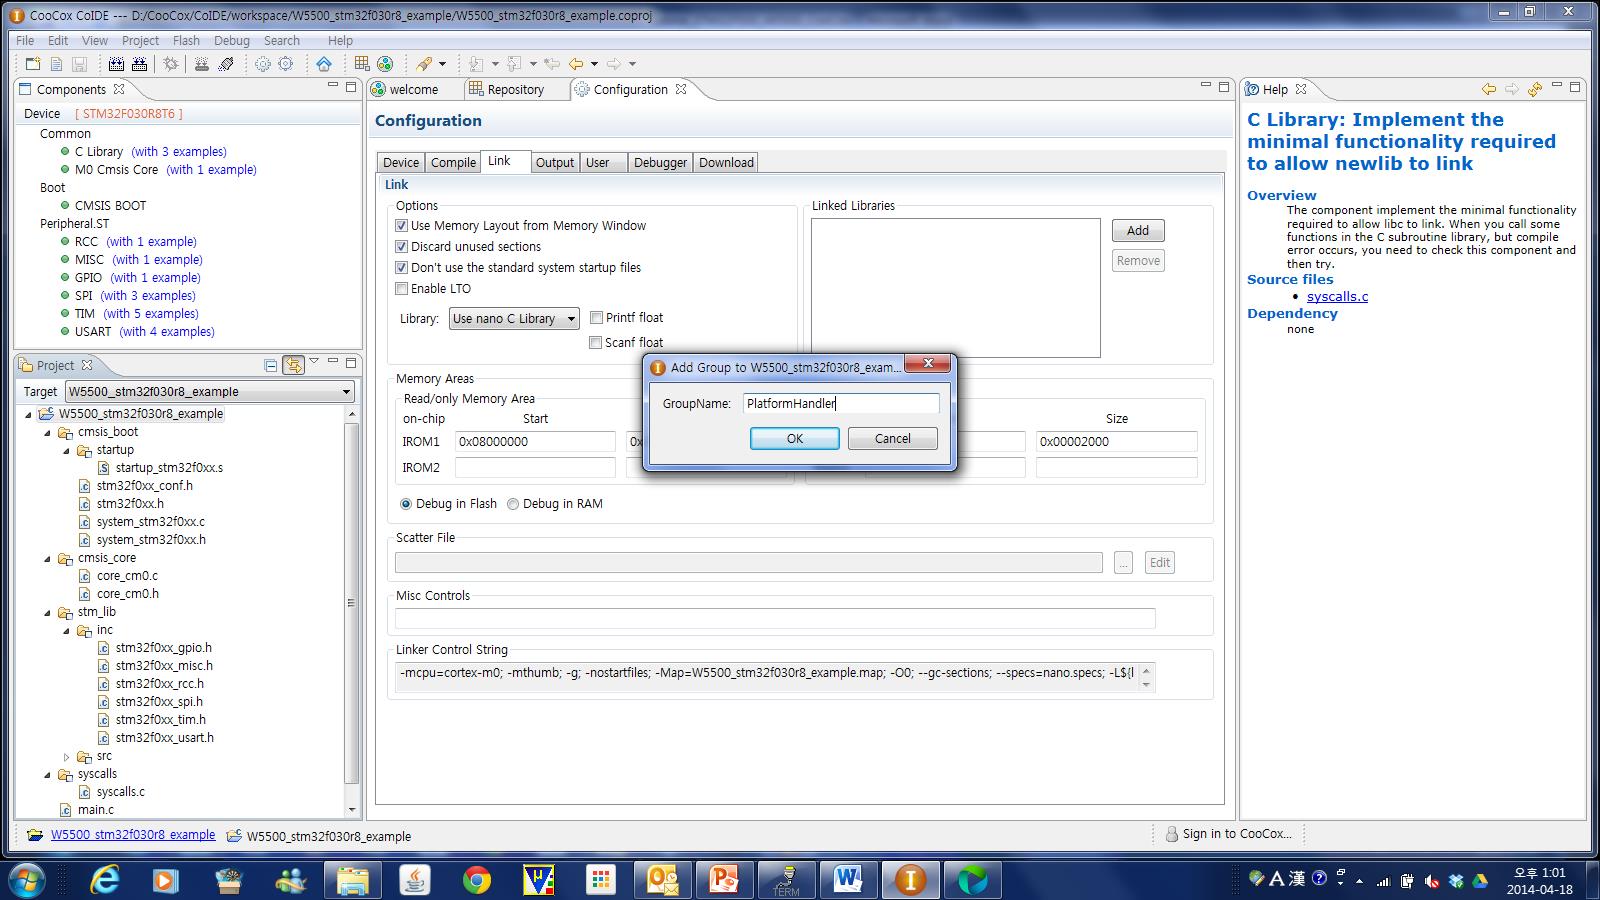 CooCox CoIDE --- D:/CooCox/CoIDE/workspace/W5500_stm32f030r8_example/W5500_stm32f030r8_example.coproj
File Edit View Project Flash Debug Search Help
Components
Device [ STM32F030R8T6 ]
Common
C Library (with 3 examples)
M0 Cmsis Core (with 1 example)
Boot
CMSIS BOOT
Peripheral.ST
RCC (with 1 example)
MISC (with 1 example)
GPIO (with 1 example)
SPI (with 3 examples)
TIM (with 5 examples)
USART (with 4 examples)
Project
Target W5500_stm32f030r8_example
W5500_stm32f030r8_example
cmsis_boot
startup
startup_stm32f0xx.s
stm32f0xx_conf.h
stm32f0xx.h
system_stm32f0xx.c
system_stm32f0xx.h
cmsis_core
core_cm0.c
core_cm0.h
stm_lib
inc
stm32f0xx_gpio.h
stm32f0xx_misc.h
stm32f0xx_rcc.h
stm32f0xx_spi.h
stm32f0xx_tim.h
stm32f0xx_usart.h
src
syscalls
syscalls.c
main.c
welcome Repository Configuration
Configuration
Device Compile Link Output User Debugger Download
Link
Options
Use Memory Layout from Memory Window
Discard unused sections
Don't use the standard system startup files
Enable LTO
Library: Use nano C Library Printf float
Scanf float
Linked Libraries
Add
Remove
Memory Areas
Read/only Memory Area
on-chip Start Size
IROM1 0x08000000 0x 0x00002000
IROM2
Debug in Flash Debug in RAM
Add Group to W5500_stm32f030r8_exam...
GroupName: PlatformHandler
OK Cancel
Scatter File
... Edit
Misc Controls
Linker Control String
-mcpu=cortex-m0; -mthumb; -g; -nostartfiles; -Map=W5500_stm32f030r8_example.map; -O0; --gc-sections; --specs=nano.specs; -L${l
Help
C Library: Implement the
minimal functionality required
to allow newlib to link
Overview
The component implement the minimal functionality
required to allow libc to link. When you call some
functions in the C subroutine library, but compile
error occurs, you need to check this component and
then try.
Source files
syscalls.c
Dependency
none
W5500_stm32f030r8_example W5500_stm32f030r8_example
Sign in to CooCox...
TERM
A 漢
오후 1:01
2014-04-18